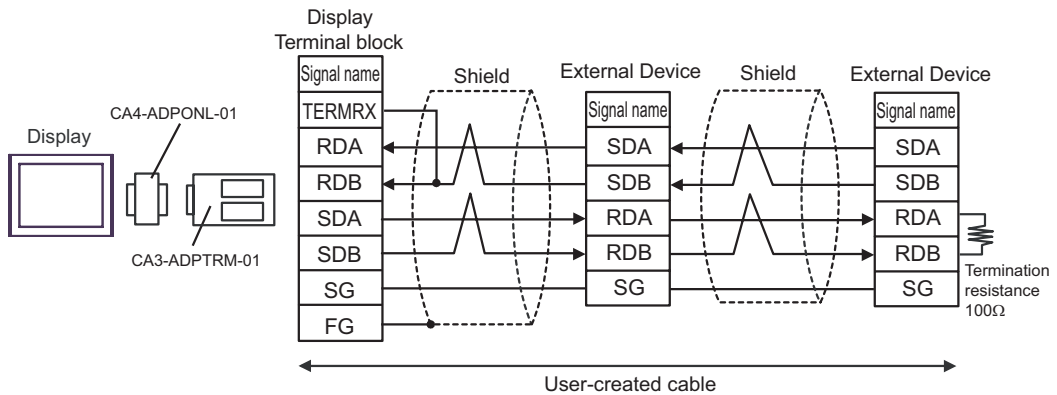 Display
CA4-ADPONL-01
CA3-ADPTRM-01
Display
Terminal block
Signal name
TERMRX
RDA
RDB
SDA
SDB
SG
FG
Shield
External Device
Signal name
SDA
SDB
RDA
RDB
SG
Shield
External Device
Signal name
SDA
SDB
RDA
RDB
SG
Termination
resistance
100Ω
User-created cable